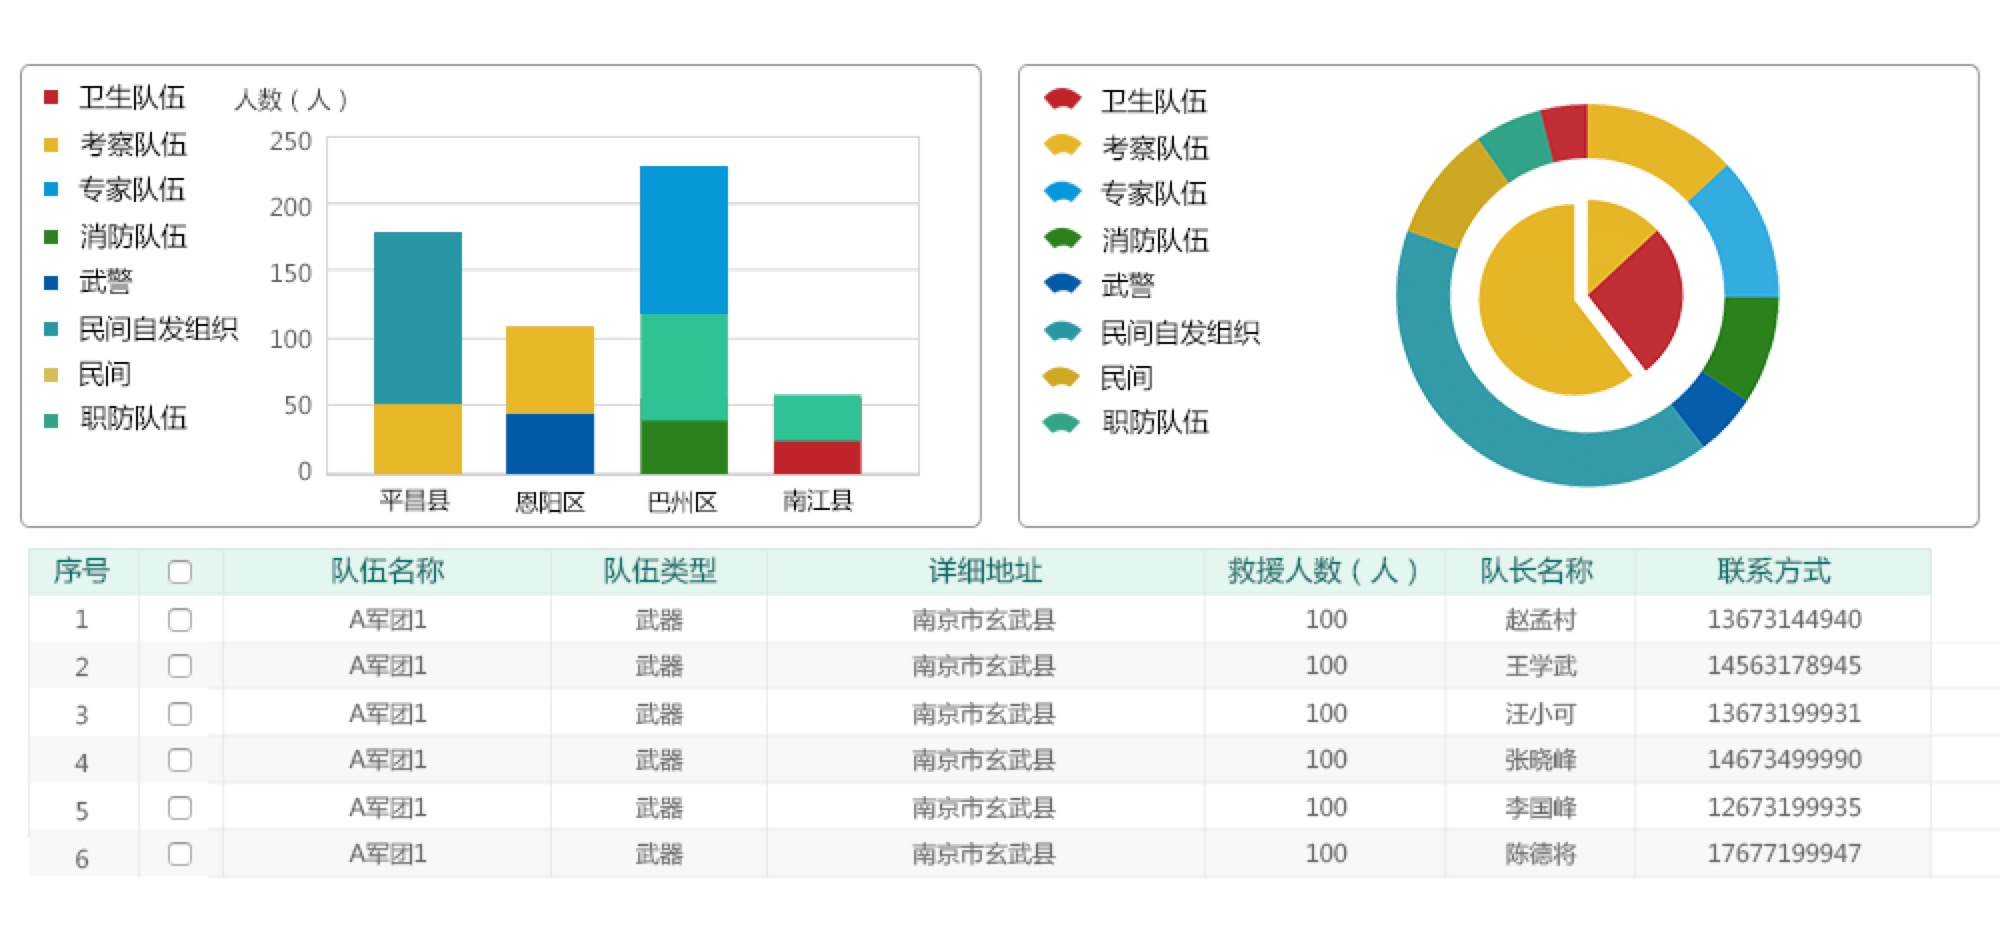 卫生队伍
考察队伍
专家队伍
消防队伍
武警
民间自发组织
民间
职防队伍
人数（人）
250
200
150
100
50
0
平昌县 恩阳区 巴州区 南江县
卫生队伍
考察队伍
专家队伍
消防队伍
武警
民间自发组织
民间
职防队伍
序号 队伍名称 队伍类型 详细地址 救援人数（人） 队长名称 联系方式
1 A军团1 武器 南京市玄武县 100 赵孟村 13673144940
2 A军团1 武器 南京市玄武县 100 王学武 14563178945
3 A军团1 武器 南京市玄武县 100 汪小可 13673199931
4 A军团1 武器 南京市玄武县 100 张晓峰 14673499990
5 A军团1 武器 南京市玄武县 100 李国峰 12673199935
6 A军团1 武器 南京市玄武县 100 陈德将 17677199947